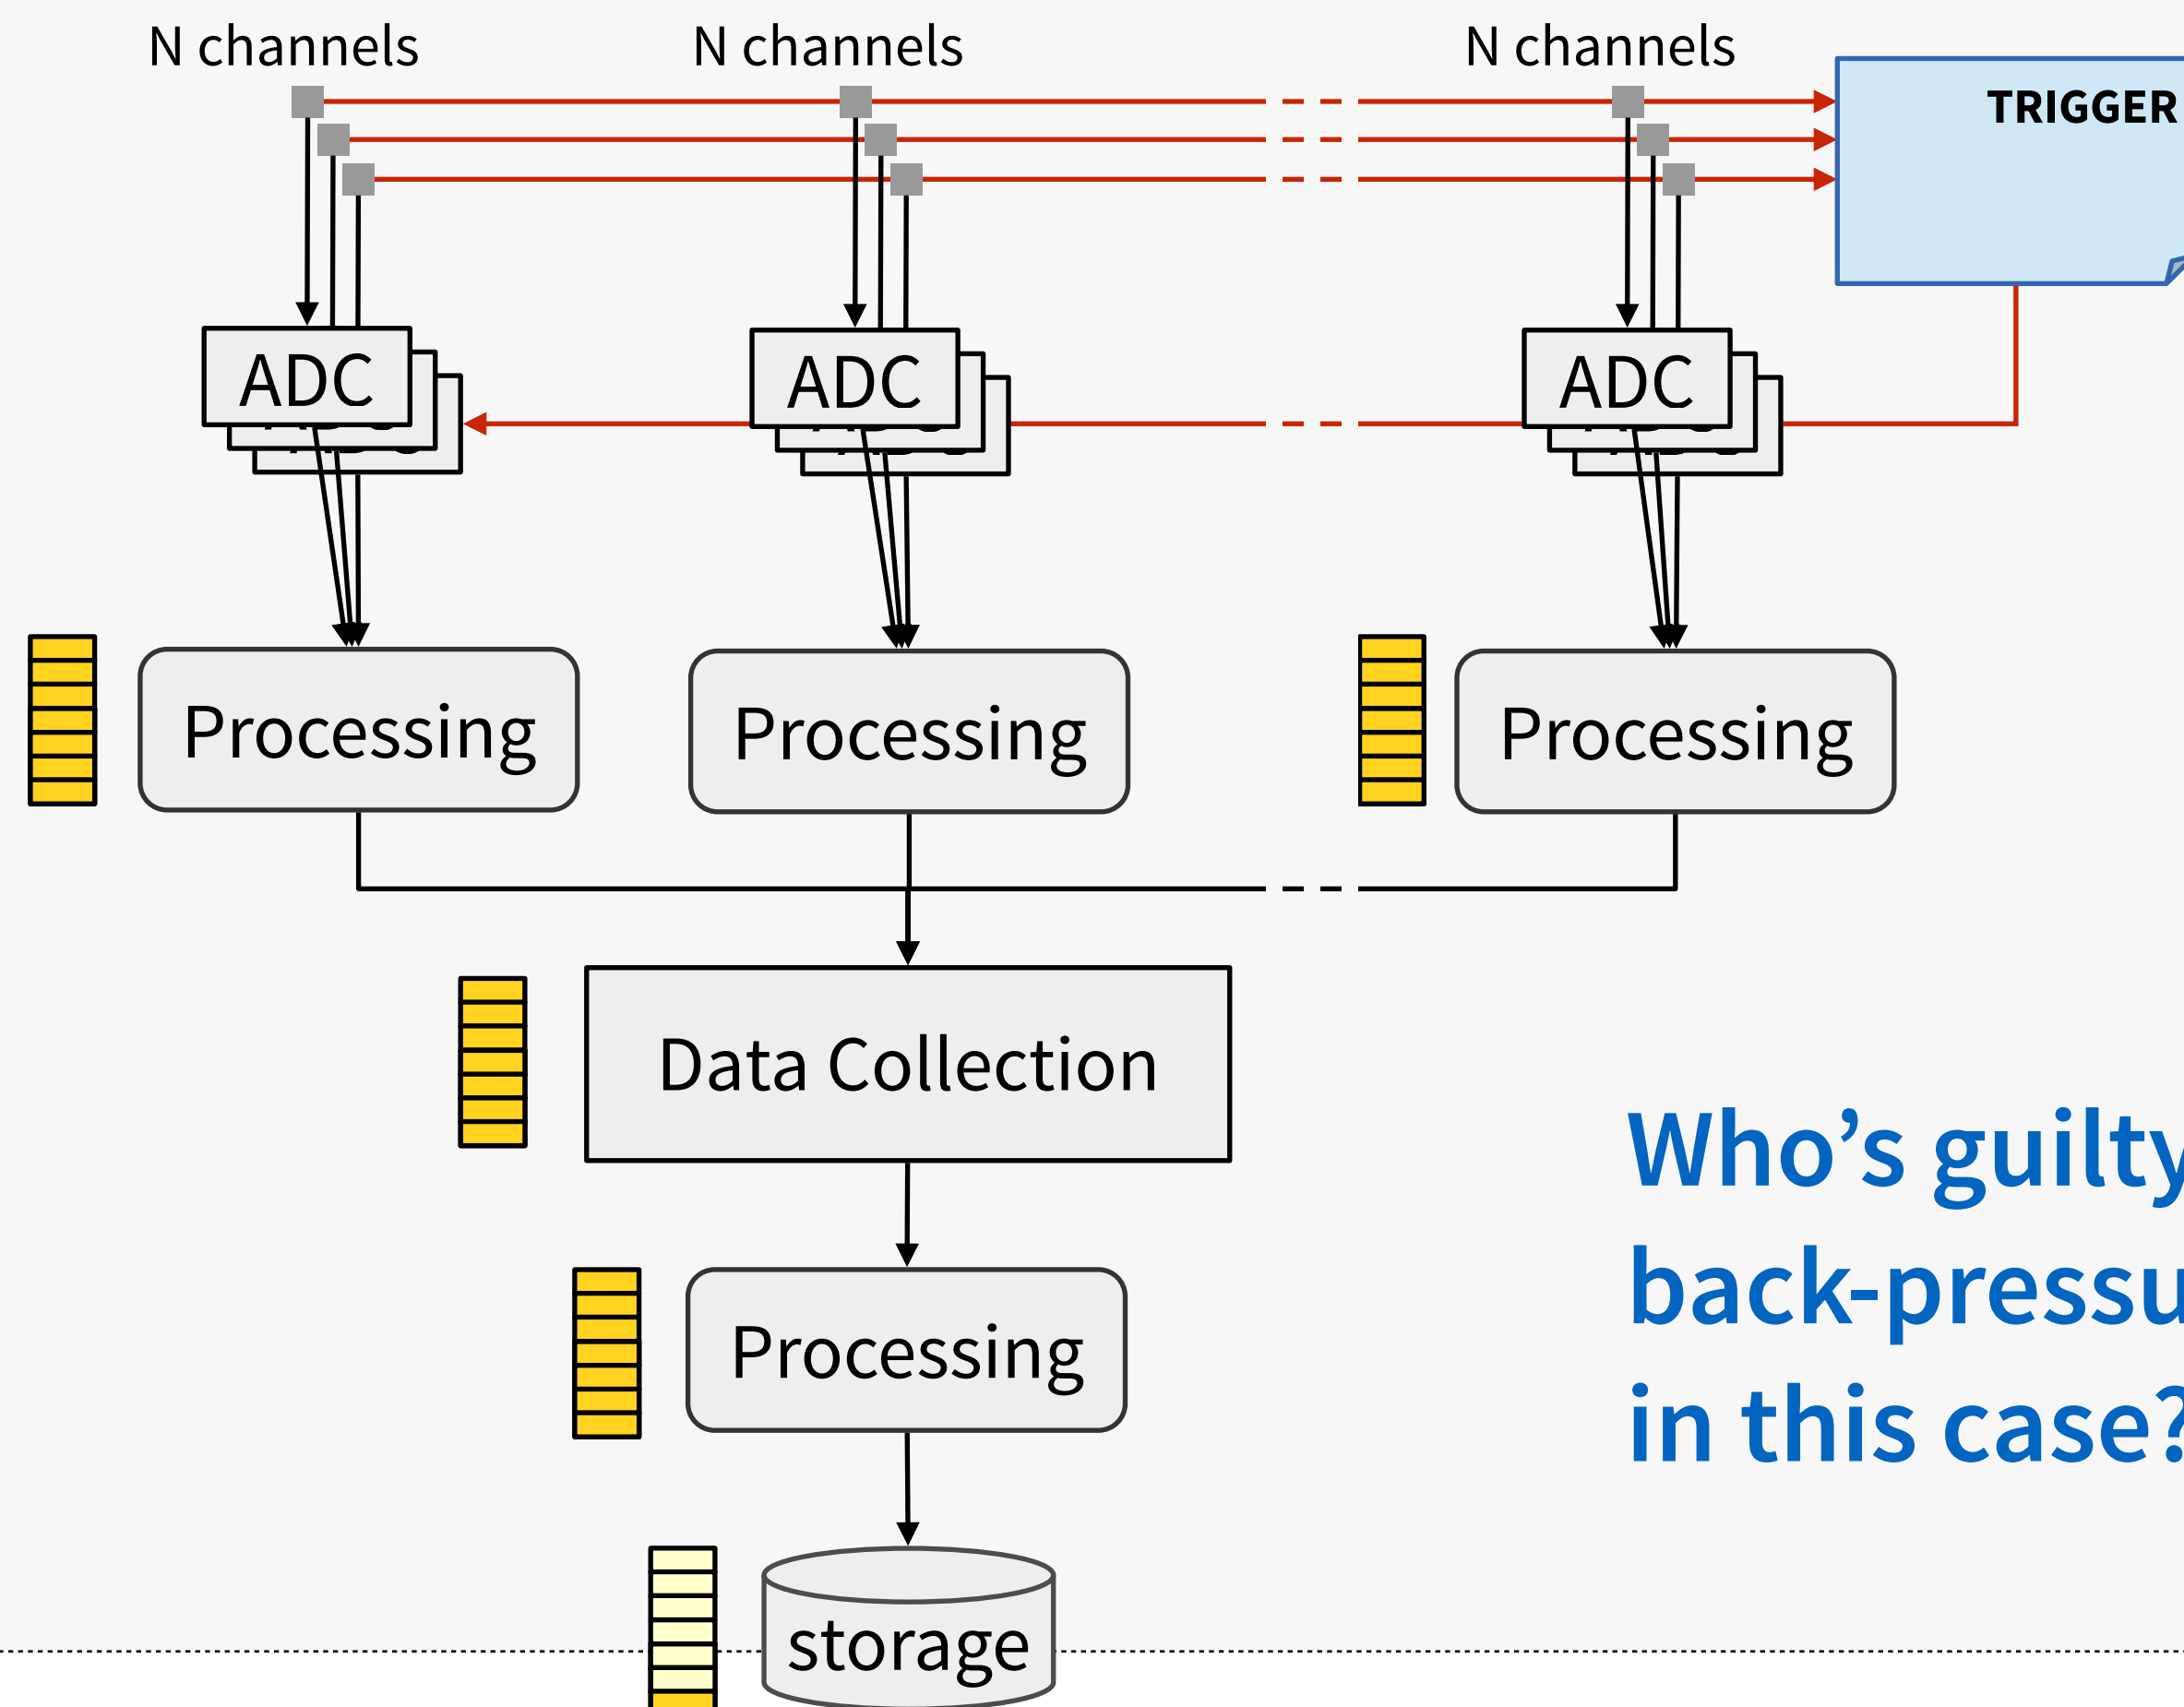 N channels
N channels
N channels
TRIGGER
ADC
ADC
ADC
Processing
Processing
Processing
Data Collection
Who’s guilty
back-pressu
in this case?
Processing
storage